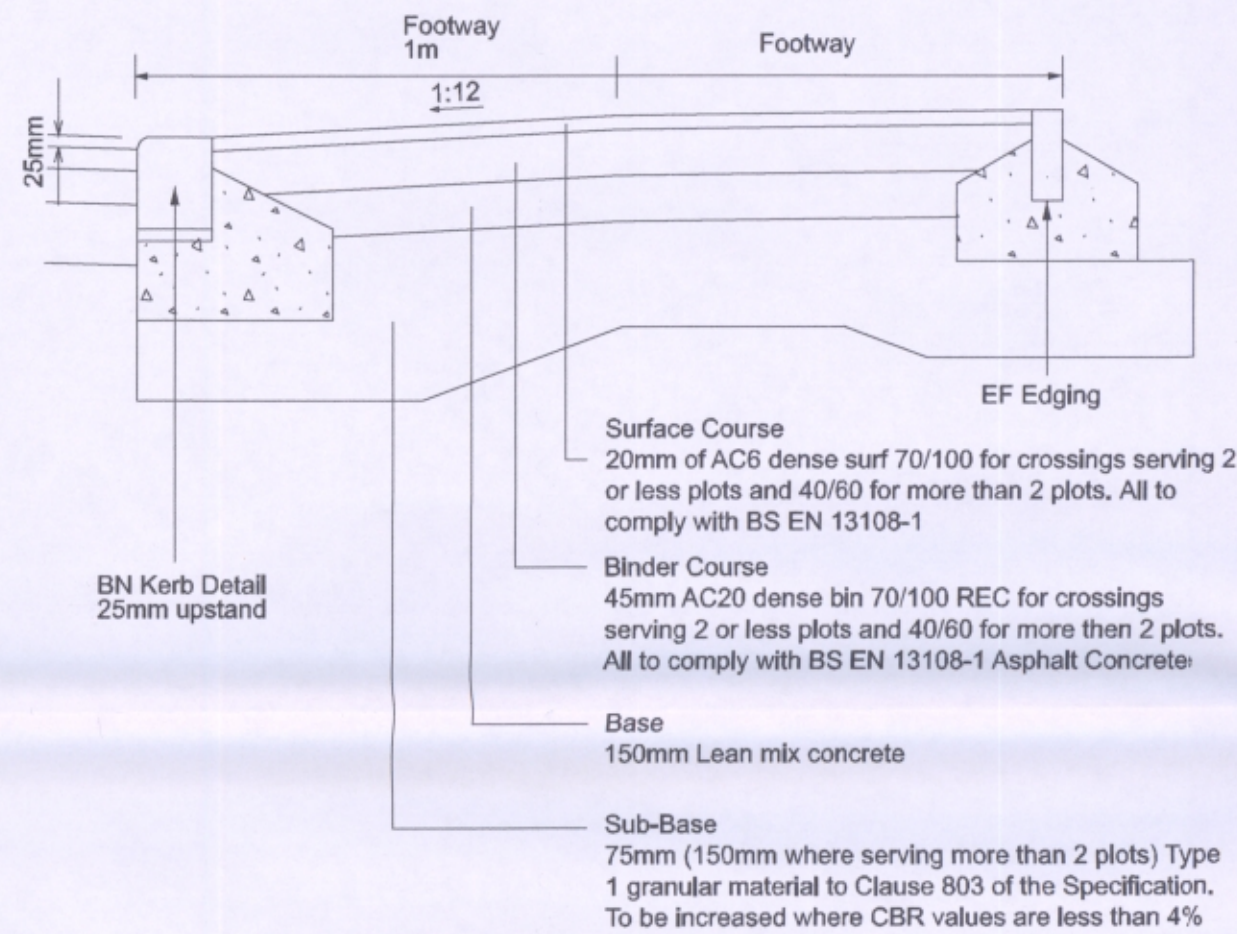 Footway
1m
Footway
1:12
25mm
EF Edging
Surface Course
20mm of AC6 dense surf 70/100 for crossings serving 2
or less plots and 40/60 for more than 2 plots. All to
comply with BS EN 13108-1
BN Kerb Detail
25mm upstand
Binder Course
45mm AC20 dense bin 70/100 REC for crossings
serving 2 or less plots and 40/60 for more then 2 plots.
All to comply with BS EN 13108-1 Asphalt Concrete
Base
150mm Lean mix concrete
Sub-Base
75mm (150mm where serving more than 2 plots) Type
1 granular material to Clause 803 of the Specification.
To be increased where CBR values are less than 4%